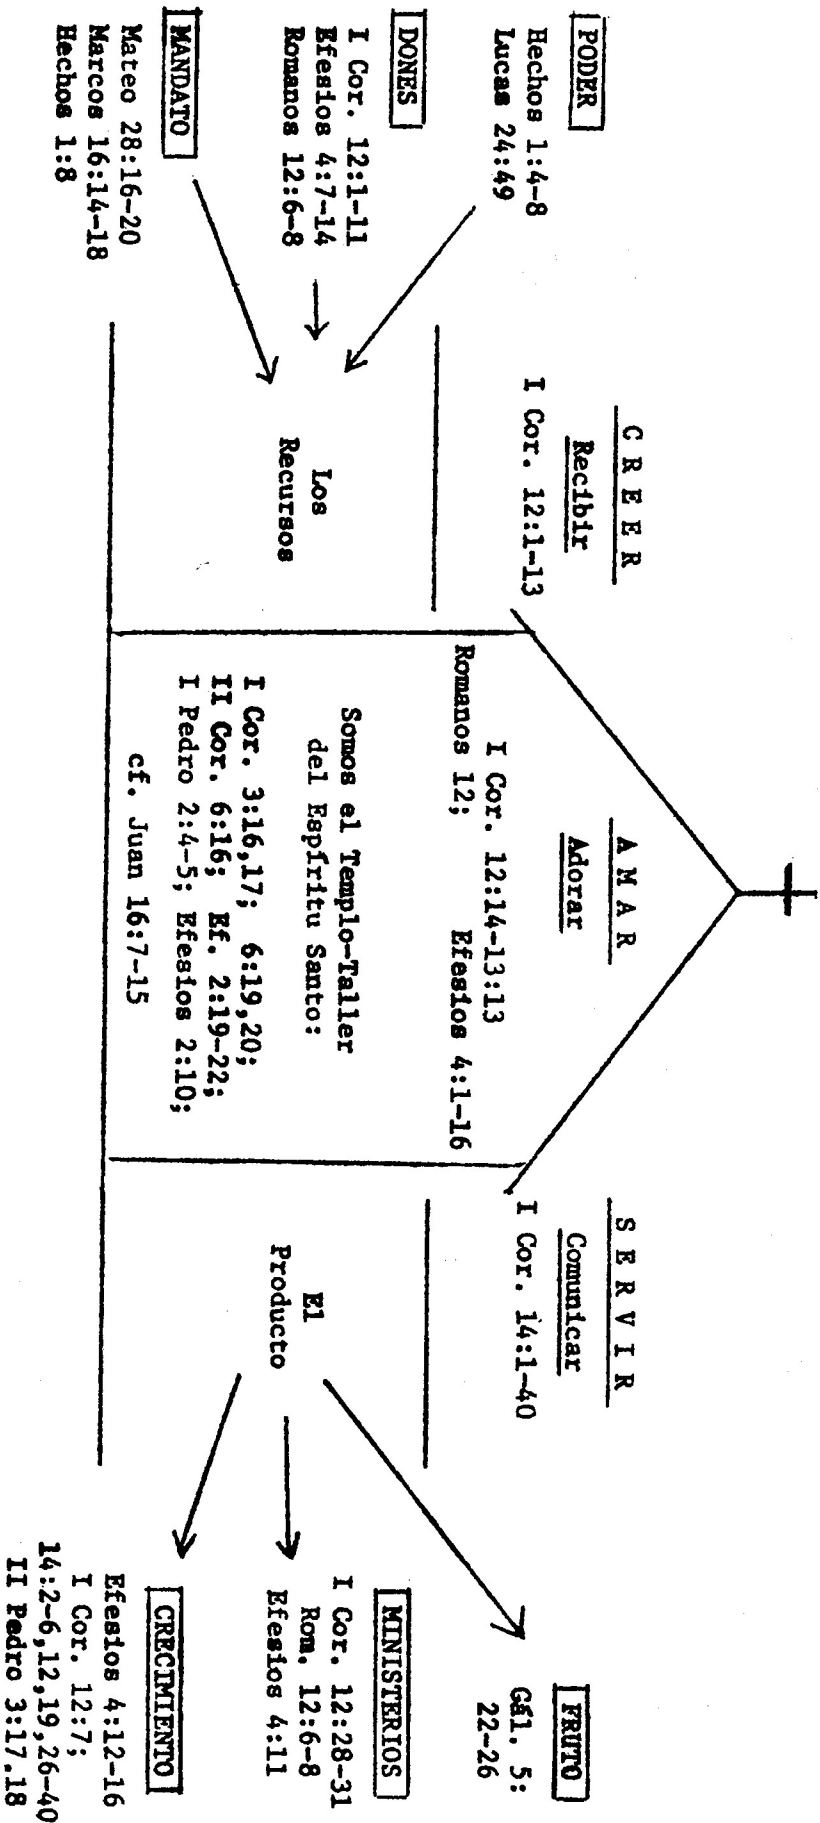 C R E E R
Recibir
I Cor. 12:1-13
A M A R
Adorar
I Cor. 12:14-13:13
Romanos 12; Efesios 4:1-16
S E R V I R
Comunicar
I Cor. 14:1-40
PODER
Hechos 1:4-8
Lucas 24:49
DONES
I Cor. 12:1-11
Efesios 4:7-14
Romanos 12:6-8
MANDATO
Mateo 28:16-20
Marcos 16:14-18
Hechos 1:8
Los
Recursos
Somos el Templo-Taller
del Espíritu Santo:
I Cor. 3:16,17; 6:19,20;
II Cor. 6:16; Ef. 2:19-22;
I Pedro 2:4-5; Efesios 2:10;
cf. Juan 16:7-15
El
Producto
FRUTO
Gál. 5:
22-26
MINISTERIOS
I Cor. 12:28-31
Rom. 12:6-8
Efesios 4:11
CRECIMIENTO
Efesios 4:12-16
I Cor. 12:7;
14:2-6,12,19,26-40
II Pedro 3:17.18